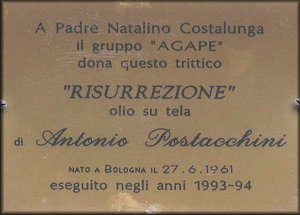 A Padre Natalino Costalunga
il gruppo "AGAPE"
dona questo trittico
"RISURREZIONE"
olio su tela
di Antonio Postacchini
NATO A BOLOGNA IL 27.6.1961
eseguito negli anni 1993-94